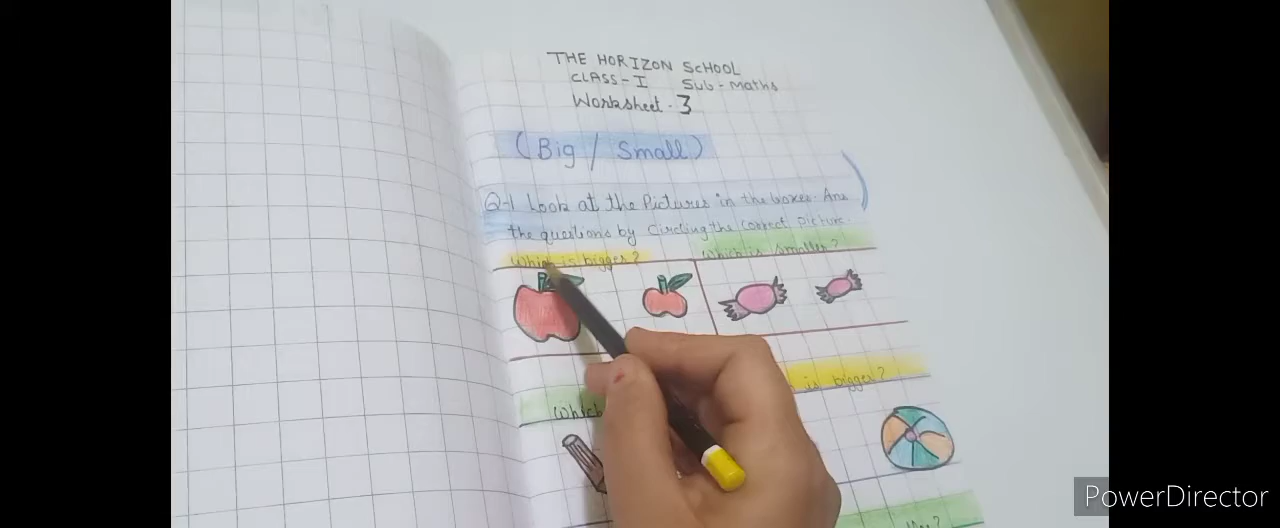 THE HORIZON SCHOOL
CLASS-I Sub-Maths
Worksheet-3
(Big / Small)
Q-1 Look at the Pictures in the boxes. Ans
the questions by Circling the Correct Picture.
Which is bigger? Which is smaller?
is bigger?
Which
PowerDirector